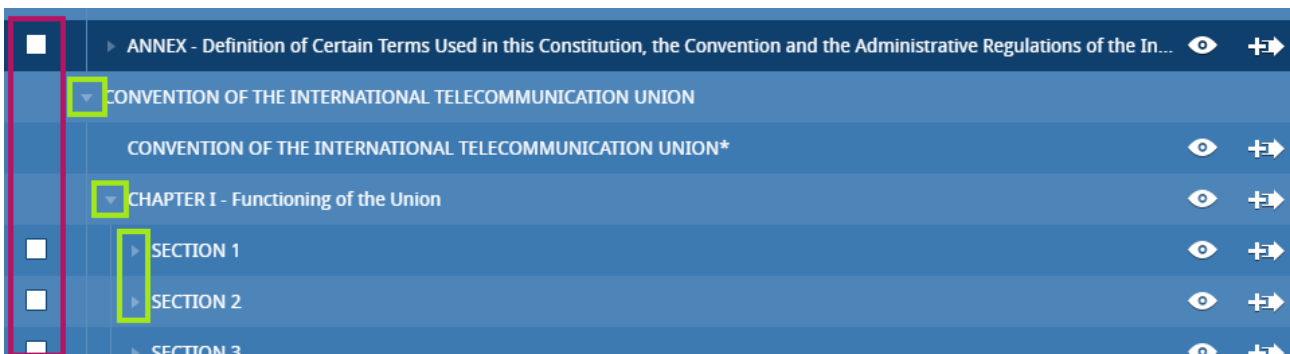 ANNEX - Definition of Certain Terms Used in this Constitution, the Convention and the Administrative Regulations of the In...
CONVENTION OF THE INTERNATIONAL TELECOMMUNICATION UNION
CONVENTION OF THE INTERNATIONAL TELECOMMUNICATION UNION*
CHAPTER I - Functioning of the Union
SECTION 1
SECTION 2
SECTION 3